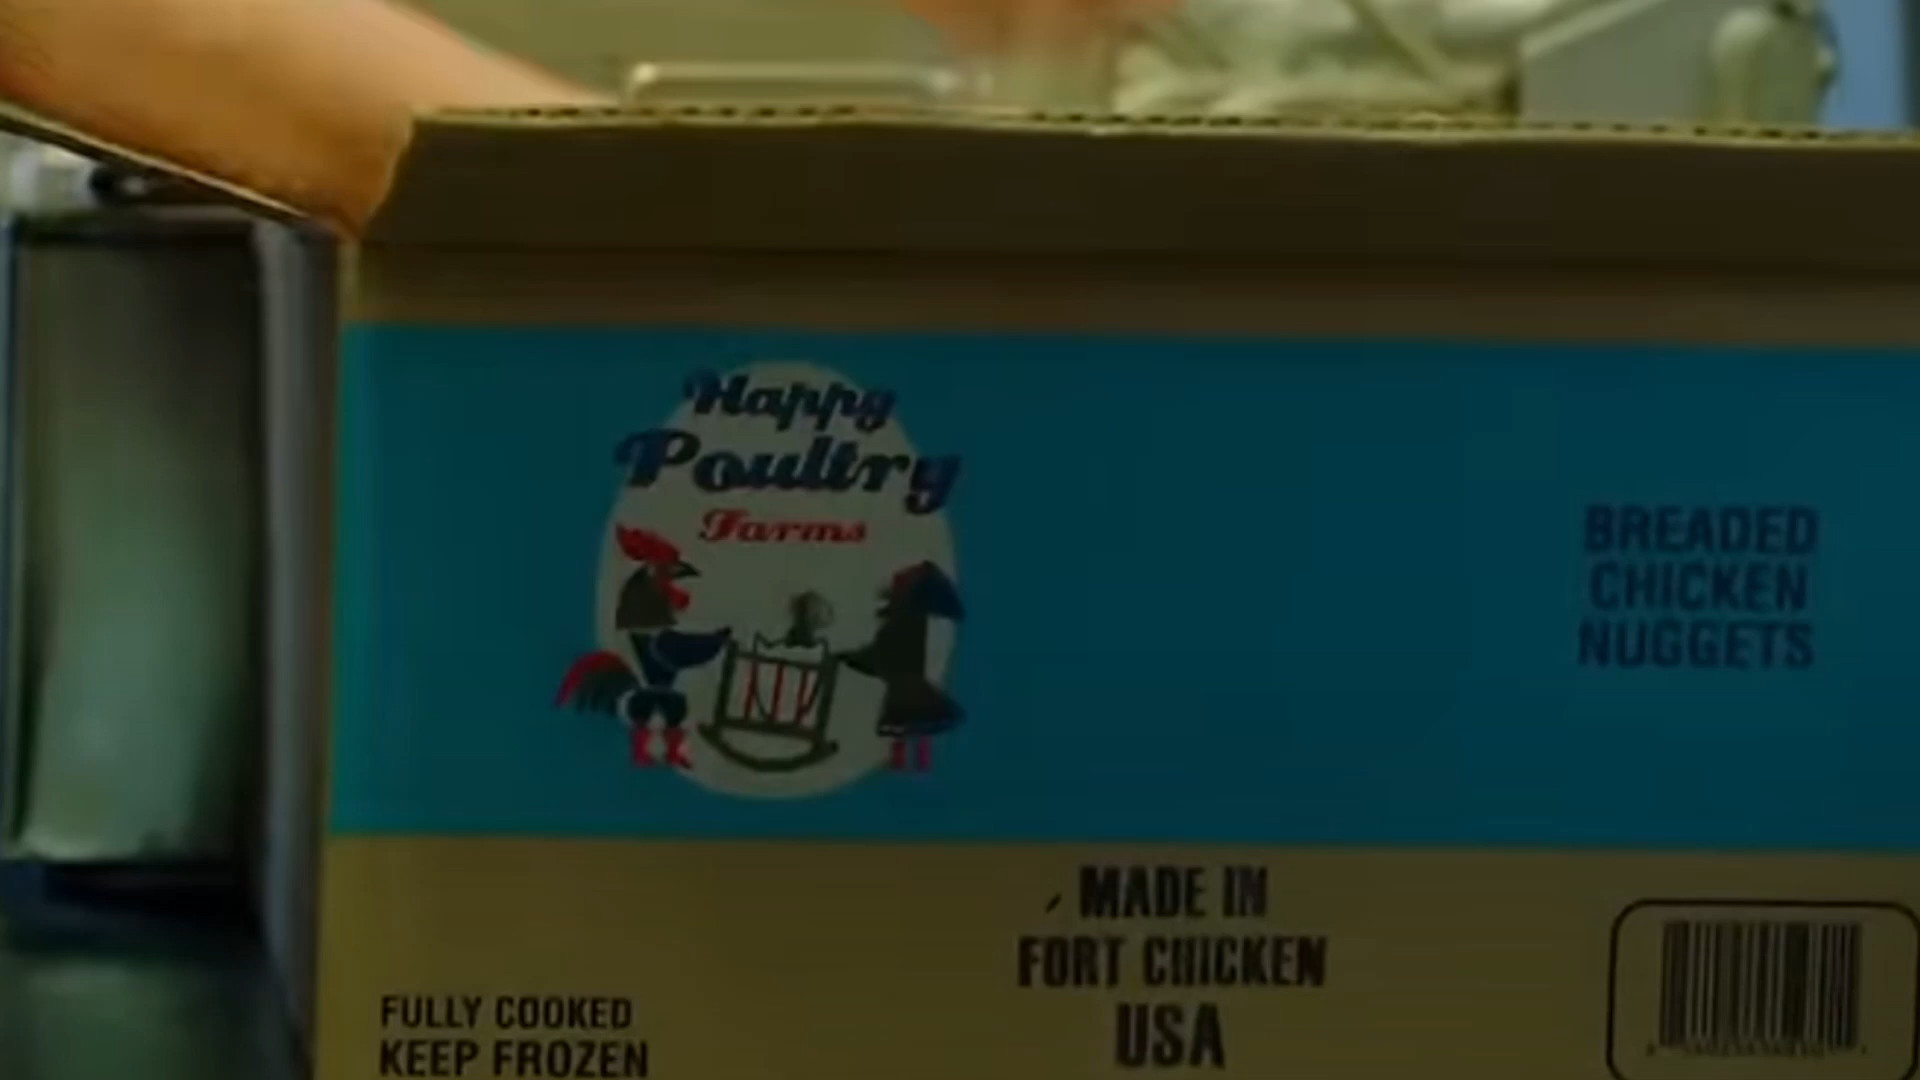 Happy
Poultry
Farms
BREADED
CHICKEN
NUGGETS
MADE IN
FORT CHICKEN
USA
FULLY COOKED
KEEP FROZEN